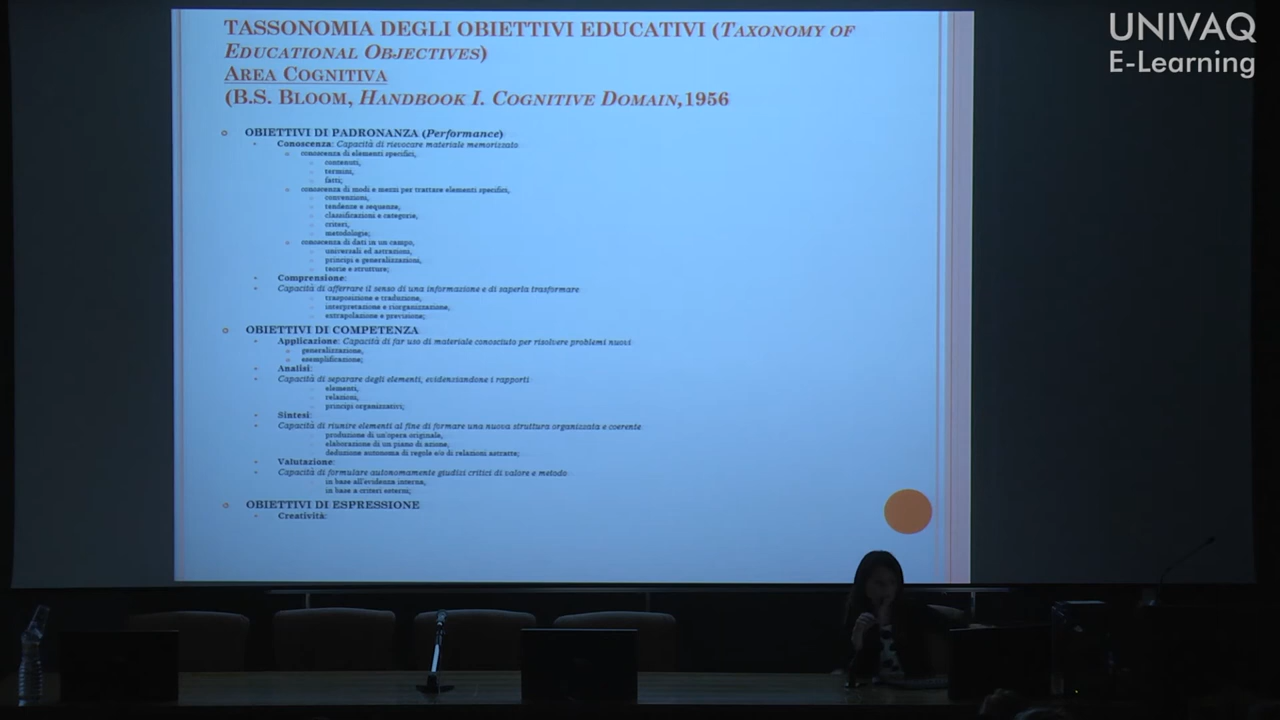 UNIVAQ
E-Learning
TASSONOMIA DEGLI OBIETTIVI EDUCATIVI (TAXONOMY OF
EDUCATIONAL OBJECTIVES)
AREA COGNITIVA
(B.S. BLOOM, HANDBOOK I. COGNITIVE DOMAIN,1956
OBIETTIVI DI PADRONANZA (Performance)
Conoscenza: Capacità di rievocare materiale memorizzato
conoscenza di elementi specifici,
contenuti,
termini,
fatti;
conoscenza di modi e mezzi per trattare elementi specifici,
convenzioni,
tendenze e sequenze,
classificazioni e categorie,
criteri,
metodologie;
conoscenza di dati in un campo,
universali ed astrazioni,
principi e generalizzazioni,
teorie e strutture;
Comprensione:
Capacità di afferrare il senso di una informazione e di saperla trasformare
trasposizione e traduzione,
interpretazione e riorganizzazione,
extrapolazione e previsione;
OBIETTIVI DI COMPETENZA
Applicazione: Capacità di far uso di materiale conosciuto per risolvere problemi nuovi
generalizzazione,
esemplificazione;
Analisi:
Capacità di separare degli elementi, evidenziandone i rapporti
elementi,
relazioni,
principi organizzativi;
Sintesi:
Capacità di riunire elementi al fine di formare una nuova struttura organizzata e coerente
produzione di un'opera originale,
elaborazione di un piano di azione,
deduzione autonoma di regole e/o di relazioni astratte;
Valutazione:
Capacità di formulare autonomamente giudizi critici di valore e metodo
in base all'evidenza interna,
in base a criteri esterni;
OBIETTIVI DI ESPRESSIONE
Creatività: